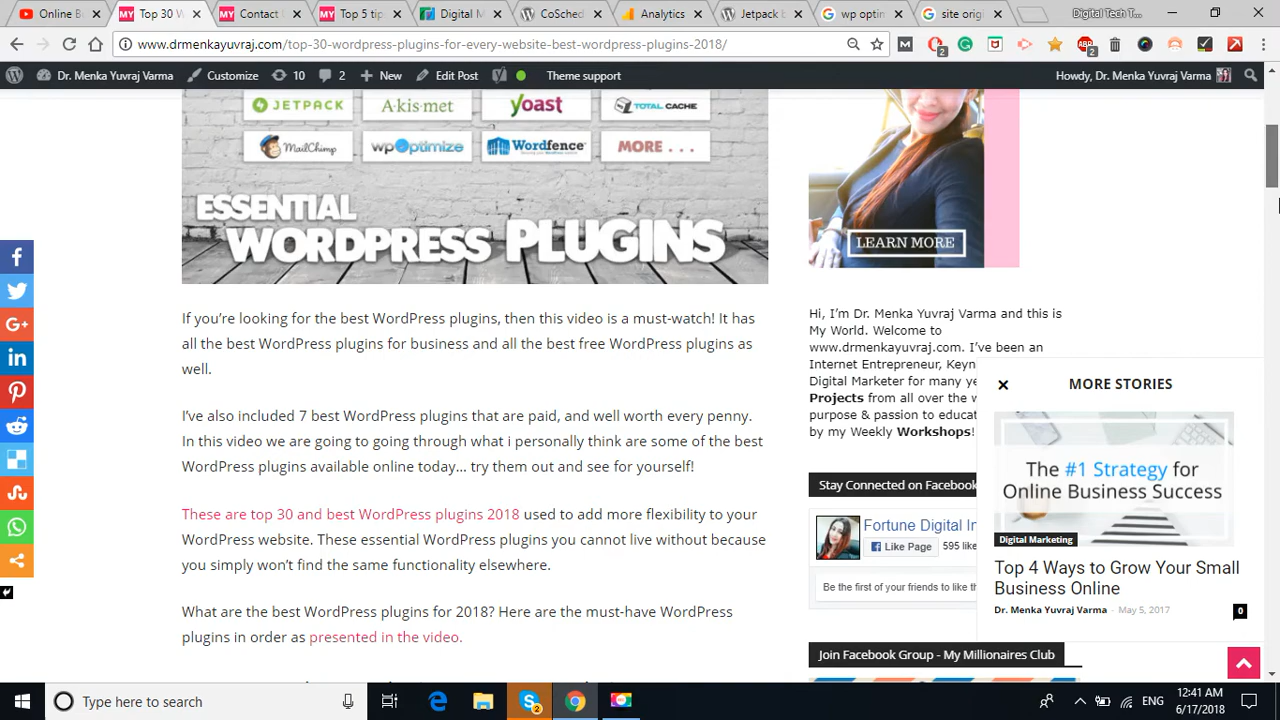 Online B
Top 30 W
Contact U
Top 5 tips
Digital M
CoSched
Analytics
Jetpack b
wp optim
site origi
Digital Tech T...
www.drmenkayuvraj.com/top-30-wordpress-plugins-for-every-website-best-wordpress-plugins-2018/
Dr. Menka Yuvraj Varma
Customize
10
2
New
Edit Post
Theme support
Howdy, Dr. Menka Yuvraj Varma
JETPACK
A·kis·met
yoast
TOTAL CACHE
MailChimp
wpOptimize
Wordfence
MORE . . .
ESSENTIAL
WORDPRESS PLUGINS
LEARN MORE
If you’re looking for the best WordPress plugins, then this video is a must-watch! It has
all the best WordPress plugins for business and all the best free WordPress plugins as
well.
I’ve also included 7 best WordPress plugins that are paid, and well worth every penny.
In this video we are going to going through what i personally think are some of the best
WordPress plugins available online today… try them out and see for yourself!
These are top 30 and best WordPress plugins 2018 used to add more flexibility to your
WordPress website. These essential WordPress plugins you cannot live without because
you simply won’t find the same functionality elsewhere.
What are the best WordPress plugins for 2018? Here are the must-have WordPress
plugins in order as presented in the video.
Hi, I’m Dr. Menka Yuvraj Varma and this is
My World. Welcome to
www.drmenkayuvraj.com. I’ve been an
Internet Entrepreneur, Keyn
Digital Marketer for many ye
Projects from all over the w
purpose & passion to educat
by my Weekly Workshops!
Stay Connected on Facebook
Fortune Digital In
Like Page
595 like
Be the first of your friends to like th
Join Facebook Group - My Millionaires Club
MORE STORIES
The #1 Strategy for
Online Business Success
Digital Marketing
Top 4 Ways to Grow Your Small
Business Online
Dr. Menka Yuvraj Varma - May 5, 2017
0
Type here to search
ENG
12:41 AM
6/17/2018